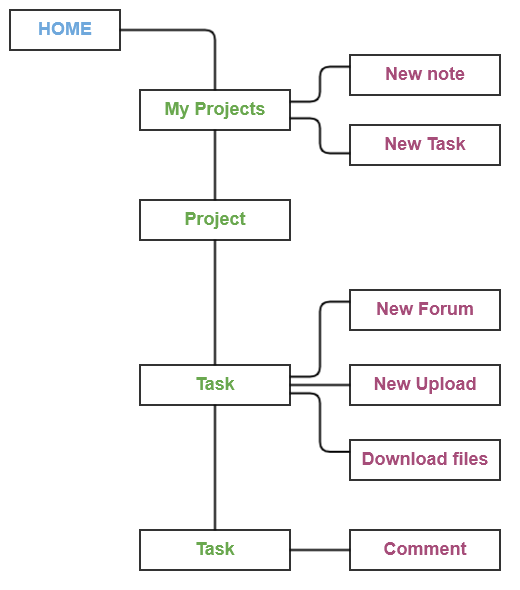 HOME
My Projects
New note
New Task
Project
New Forum
Task
New Upload
Download files
Task
Comment